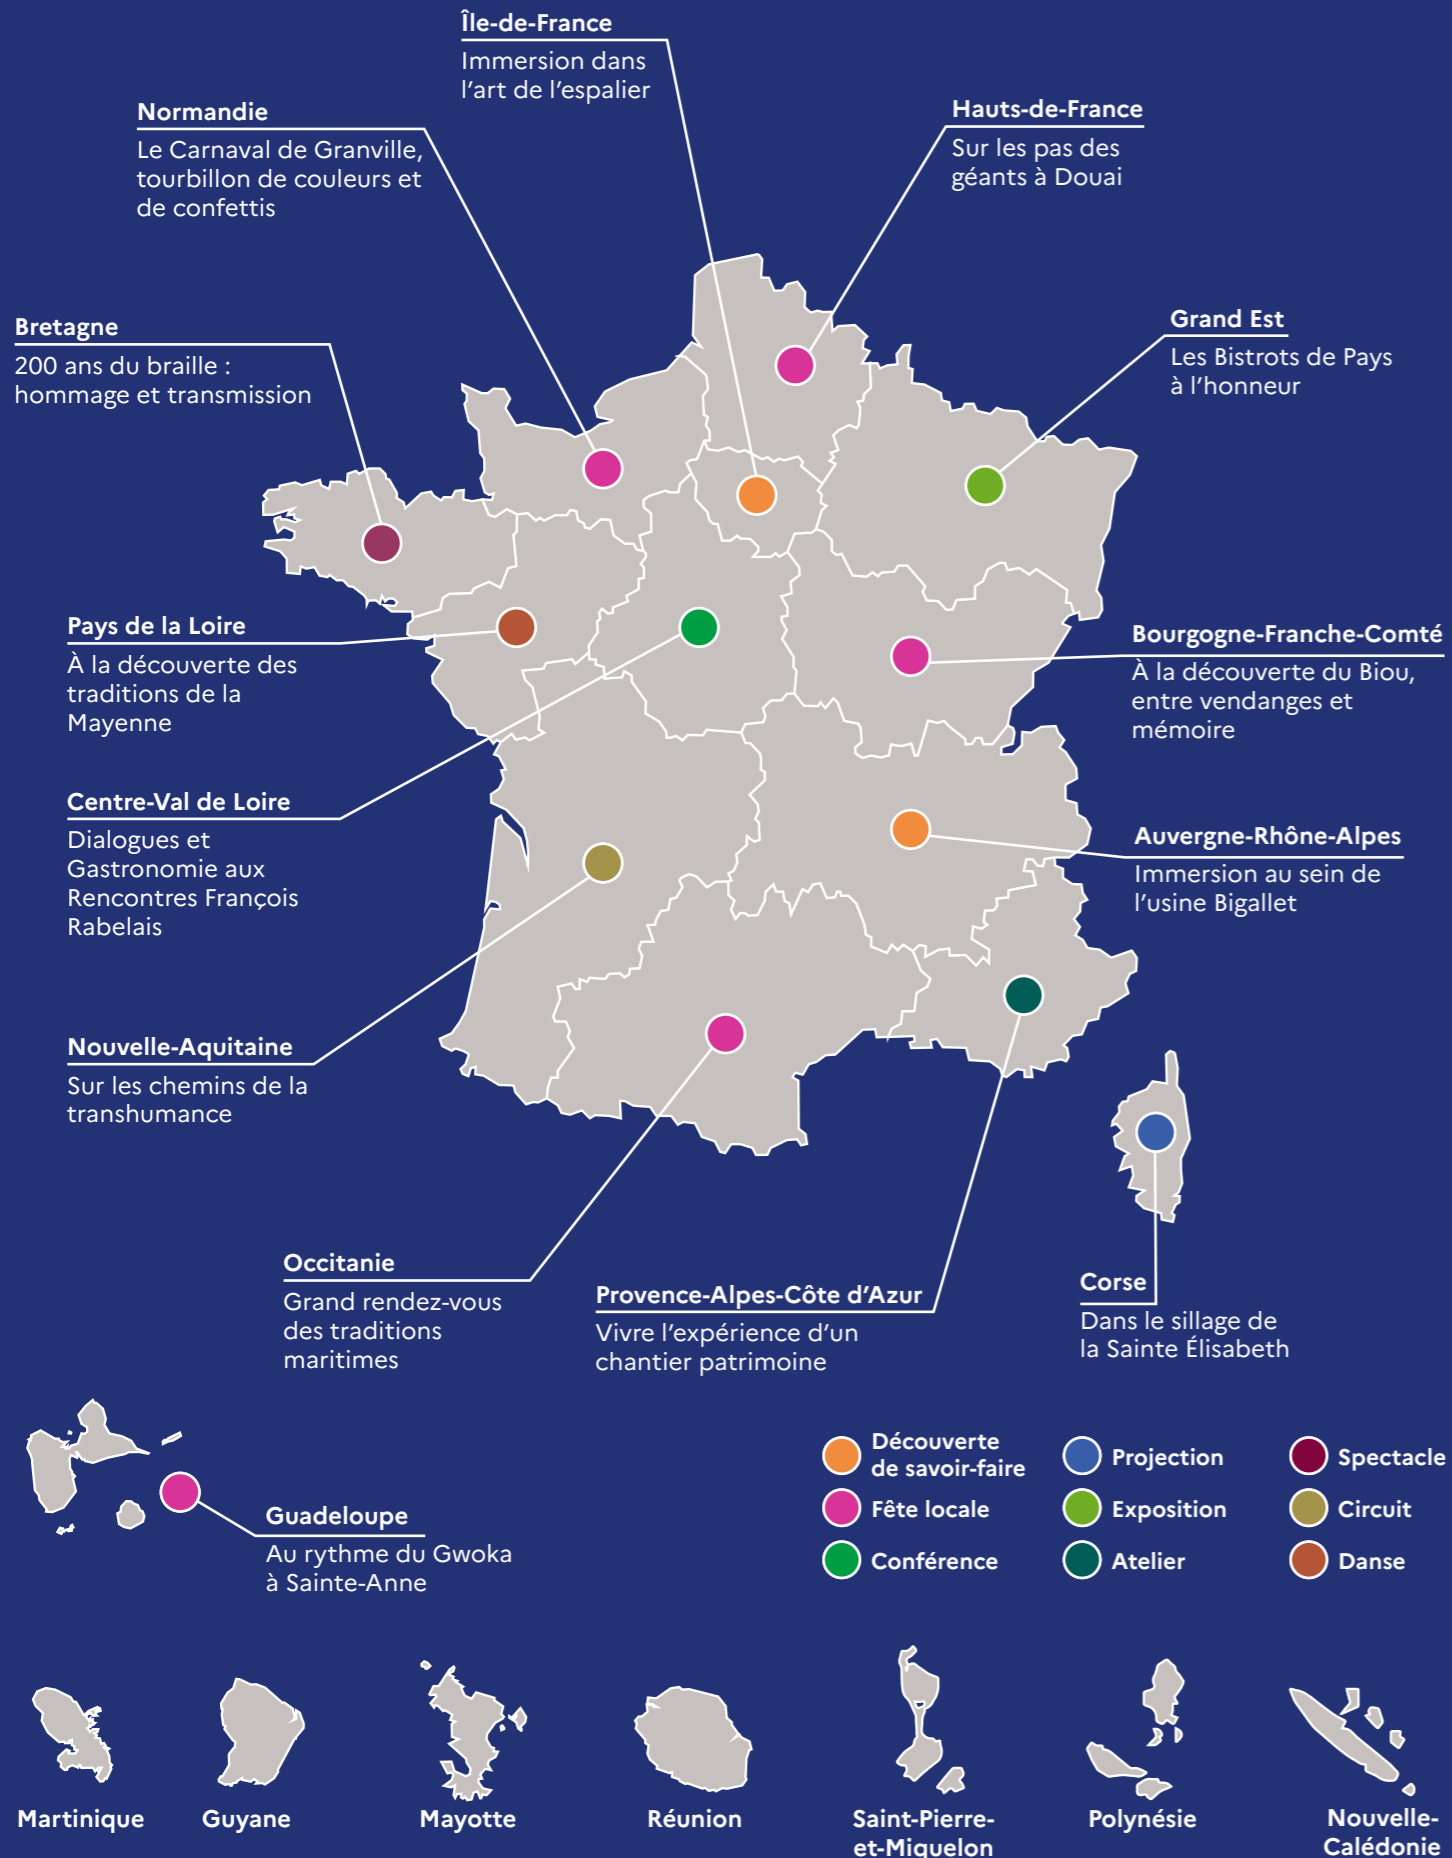 Île-de-France
Immersion dans
l’art de l’espalier
Normandie
Le Carnaval de Granville,
tourbillon de couleurs et
de confettis
Hauts-de-France
Sur les pas des
géants à Douai
Bretagne
200 ans du braille :
hommage et transmission
Grand Est
Les Bistrots de Pays
à l’honneur
Pays de la Loire
À la découverte des
traditions de la
Mayenne
Bourgogne-Franche-Comté
À la découverte du Biou,
entre vendanges et
mémoire
Centre-Val de Loire
Dialogues et
Gastronomie aux
Rencontres François
Rabelais
Auvergne-Rhône-Alpes
Immersion au sein de
l’usine Bigallet
Nouvelle-Aquitaine
Sur les chemins de la
transhumance
Occitanie
Grand rendez-vous
des traditions
maritimes
Provence-Alpes-Côte d’Azur
Vivre l’expérience d’un
chantier patrimoine
Corse
Dans le sillage de
la Sainte Élisabeth
Guadeloupe
Au rythme du Gwoka
à Sainte-Anne
Découverte
de savoir-faire
Fête locale
Conférence
Projection
Exposition
Atelier
Spectacle
Circuit
Danse
Martinique
Guyane
Mayotte
Réunion
Saint-Pierre-
et-Miquelon
Polynésie
Nouvelle-
Calédonie